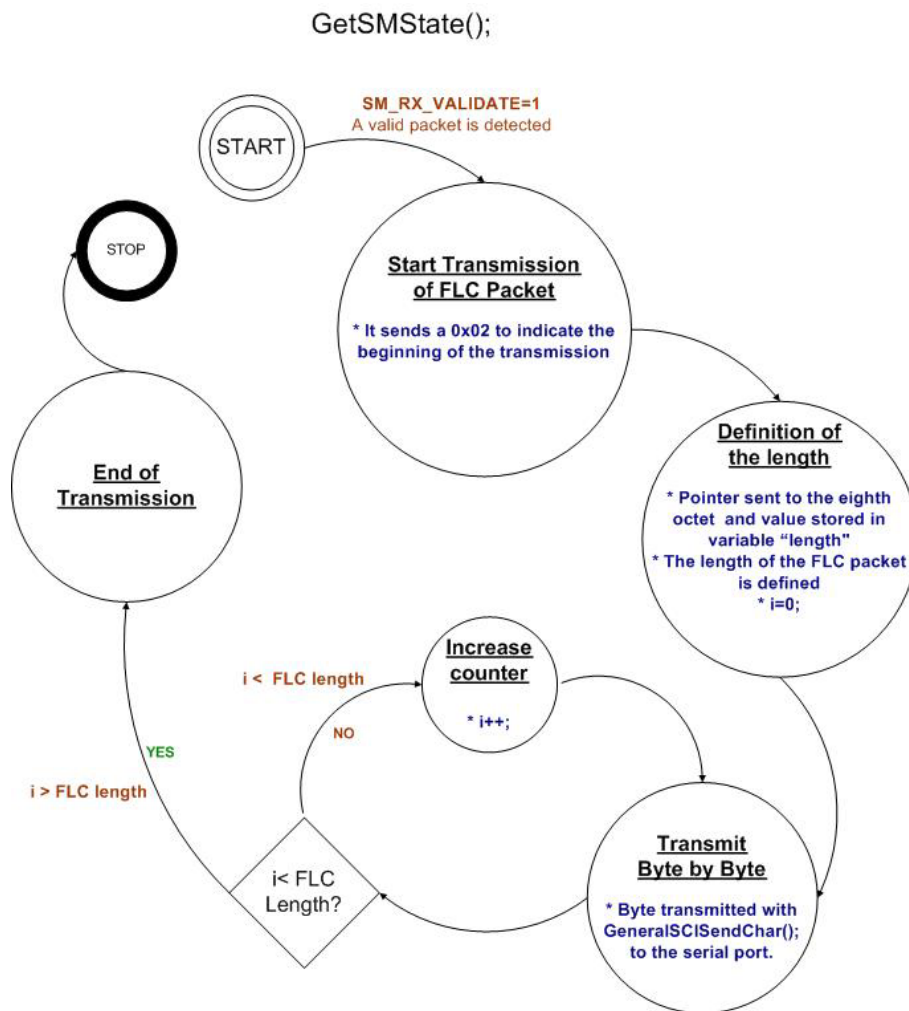 GetSMState();
SM_RX_VALIDATE=1
A valid packet is detected
START
STOP
Start Transmission
of FLC Packet
* It sends a 0x02 to indicate the
beginning of the transmission
Definition of
the length
* Pointer sent to the eighth
octet and value stored in
variable “length"
* The length of the FLC packet
is defined
* i=0;
End of
Transmission
Increase
counter
* i++;
i < FLC length
NO
YES
i > FLC length
i< FLC
Length?
Transmit
Byte by Byte
* Byte transmitted with
GeneralSCISendChar();
to the serial port.